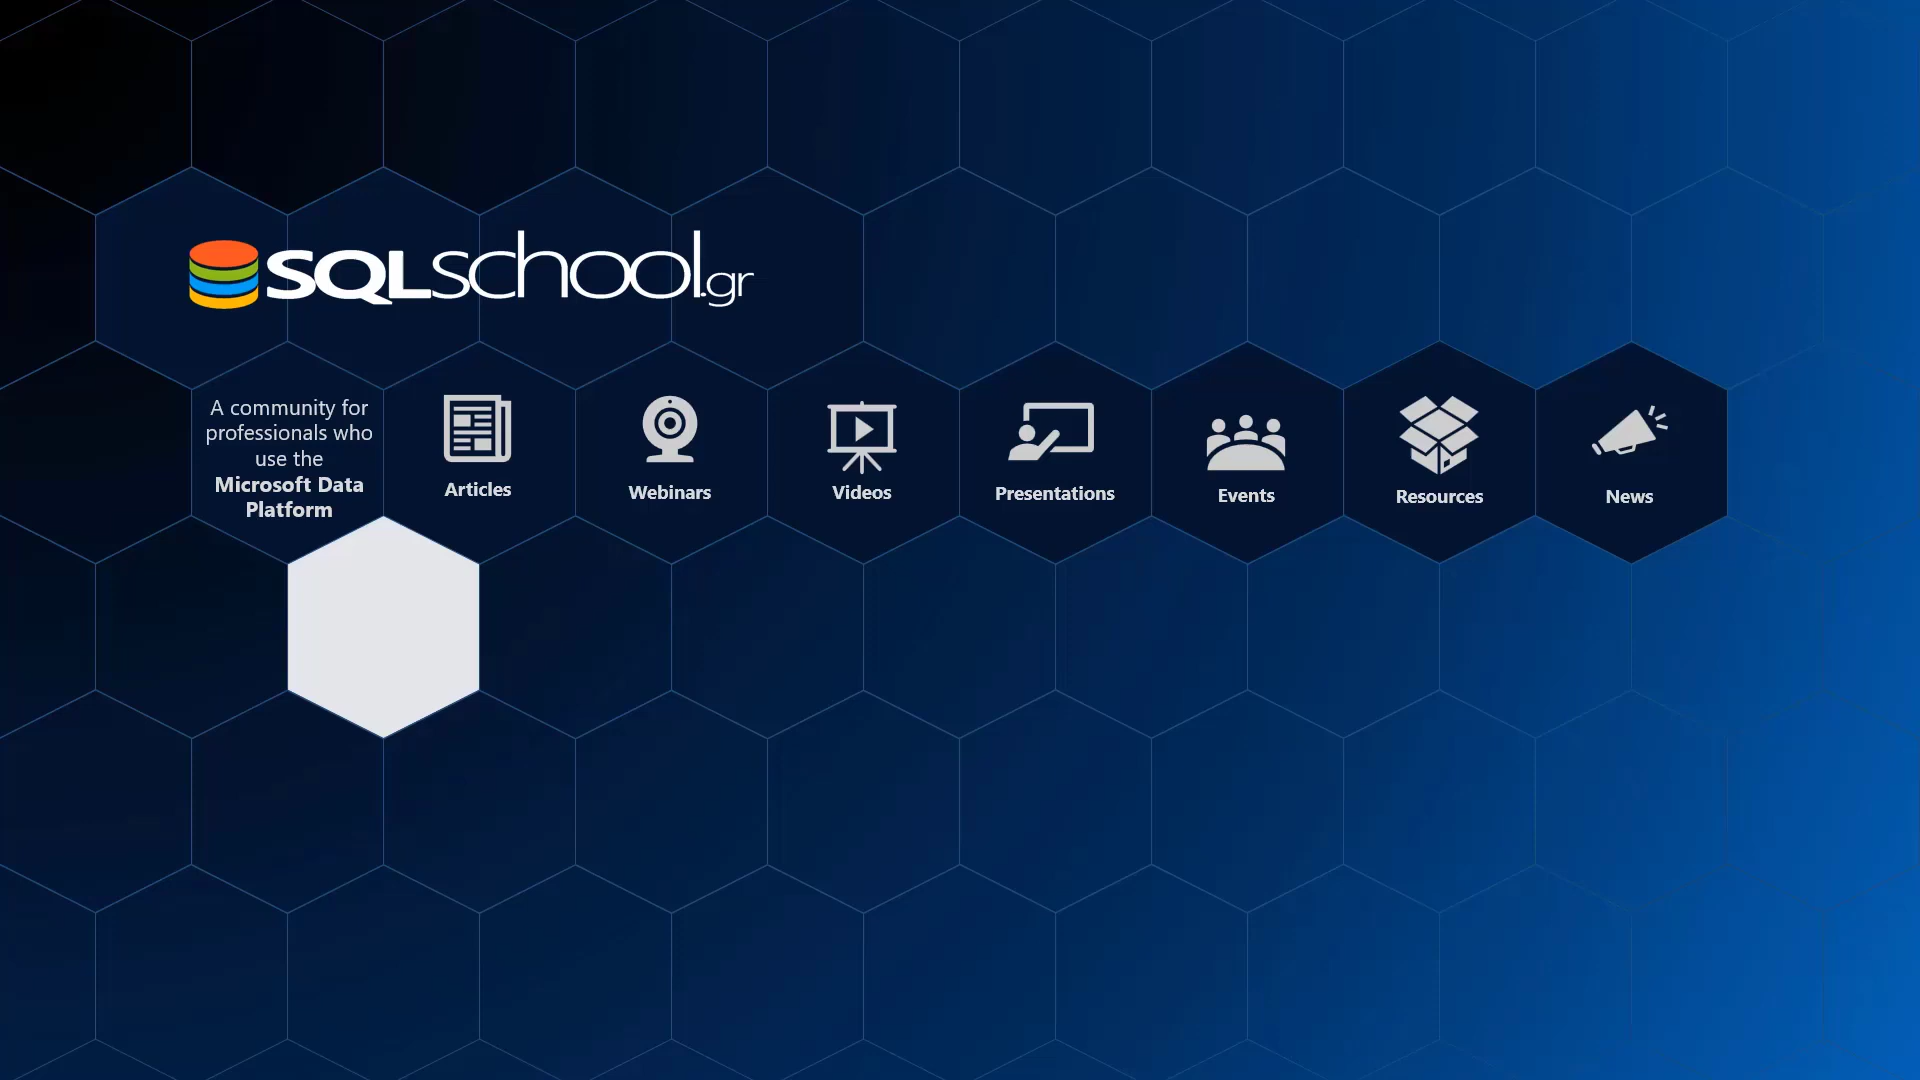 SQLschool.gr
A community for
professionals who
use the
Microsoft Data
Platform
Articles
Webinars
Videos
Presentations
Events
Resources
News